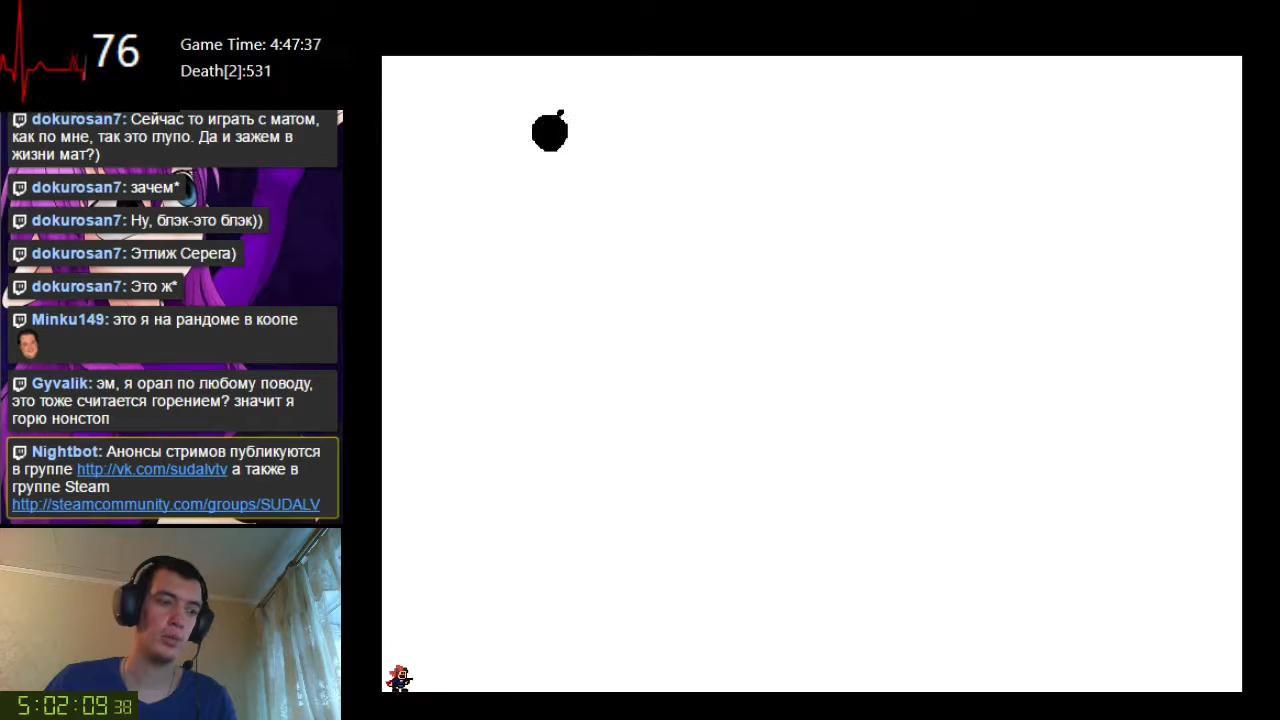 76
Game Time: 4:47:37
Death[2]:531
dokurosan7: Сейчас то играть с матом,
как по мне, так это глупо. Да и зажем в
жизни мат?)
dokurosan7: зачем*
dokurosan7: Ну, блэк-это блэк))
dokurosan7: Этлиж Серега)
dokurosan7: Это ж*
Minku149: это я на рандоме в коопе
Gyvalik: эм, я орал по любому поводу,
это тоже считается горением? значит я
горю нонстоп
Nightbot: Анонсы стримов публикуются
в группе http://vk.com/sudalvtv а также в
группе Steam
http://steamcommunity.com/groups/SUDALV
5:02:09 38